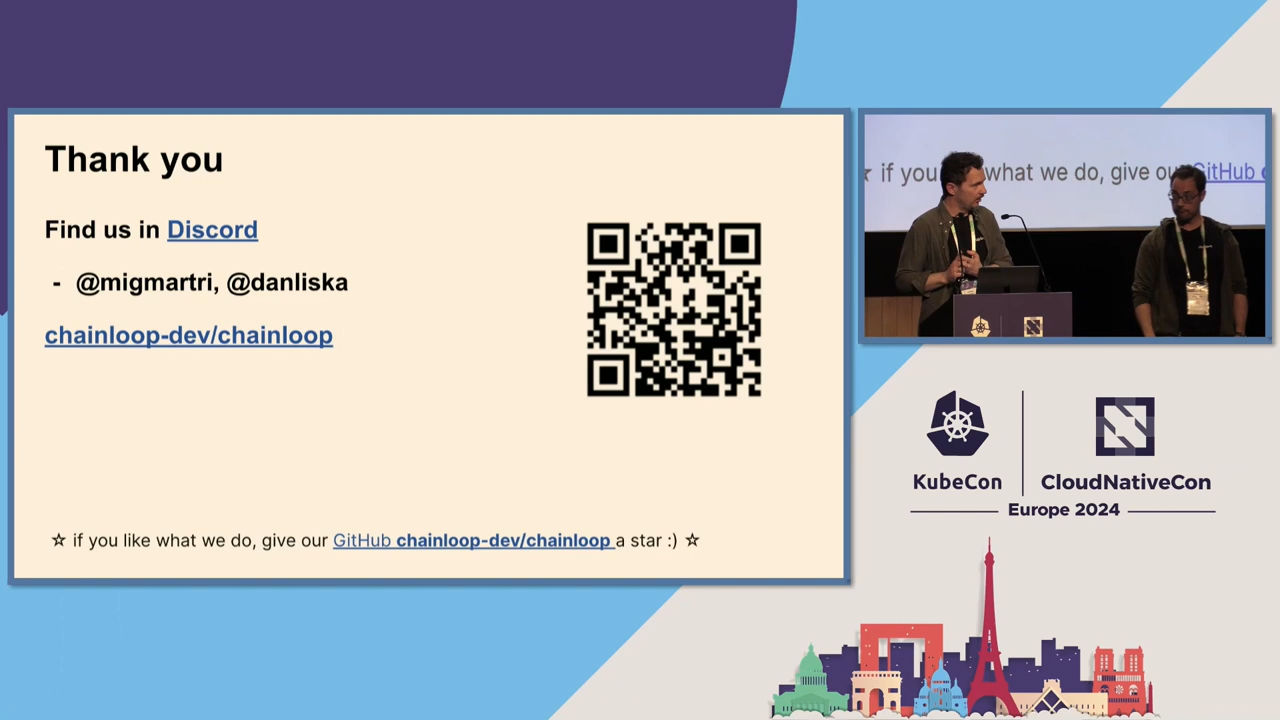 Thank you
Find us in Discord
- @migmartri, @danliska
chainloop-dev/chainloop
☆ if you like what we do, give our GitHub chainloop-dev/chainloop a star :) ☆
if you what we do, give ou GitHub
KubeCon
CloudNativeCon
Europe 2024